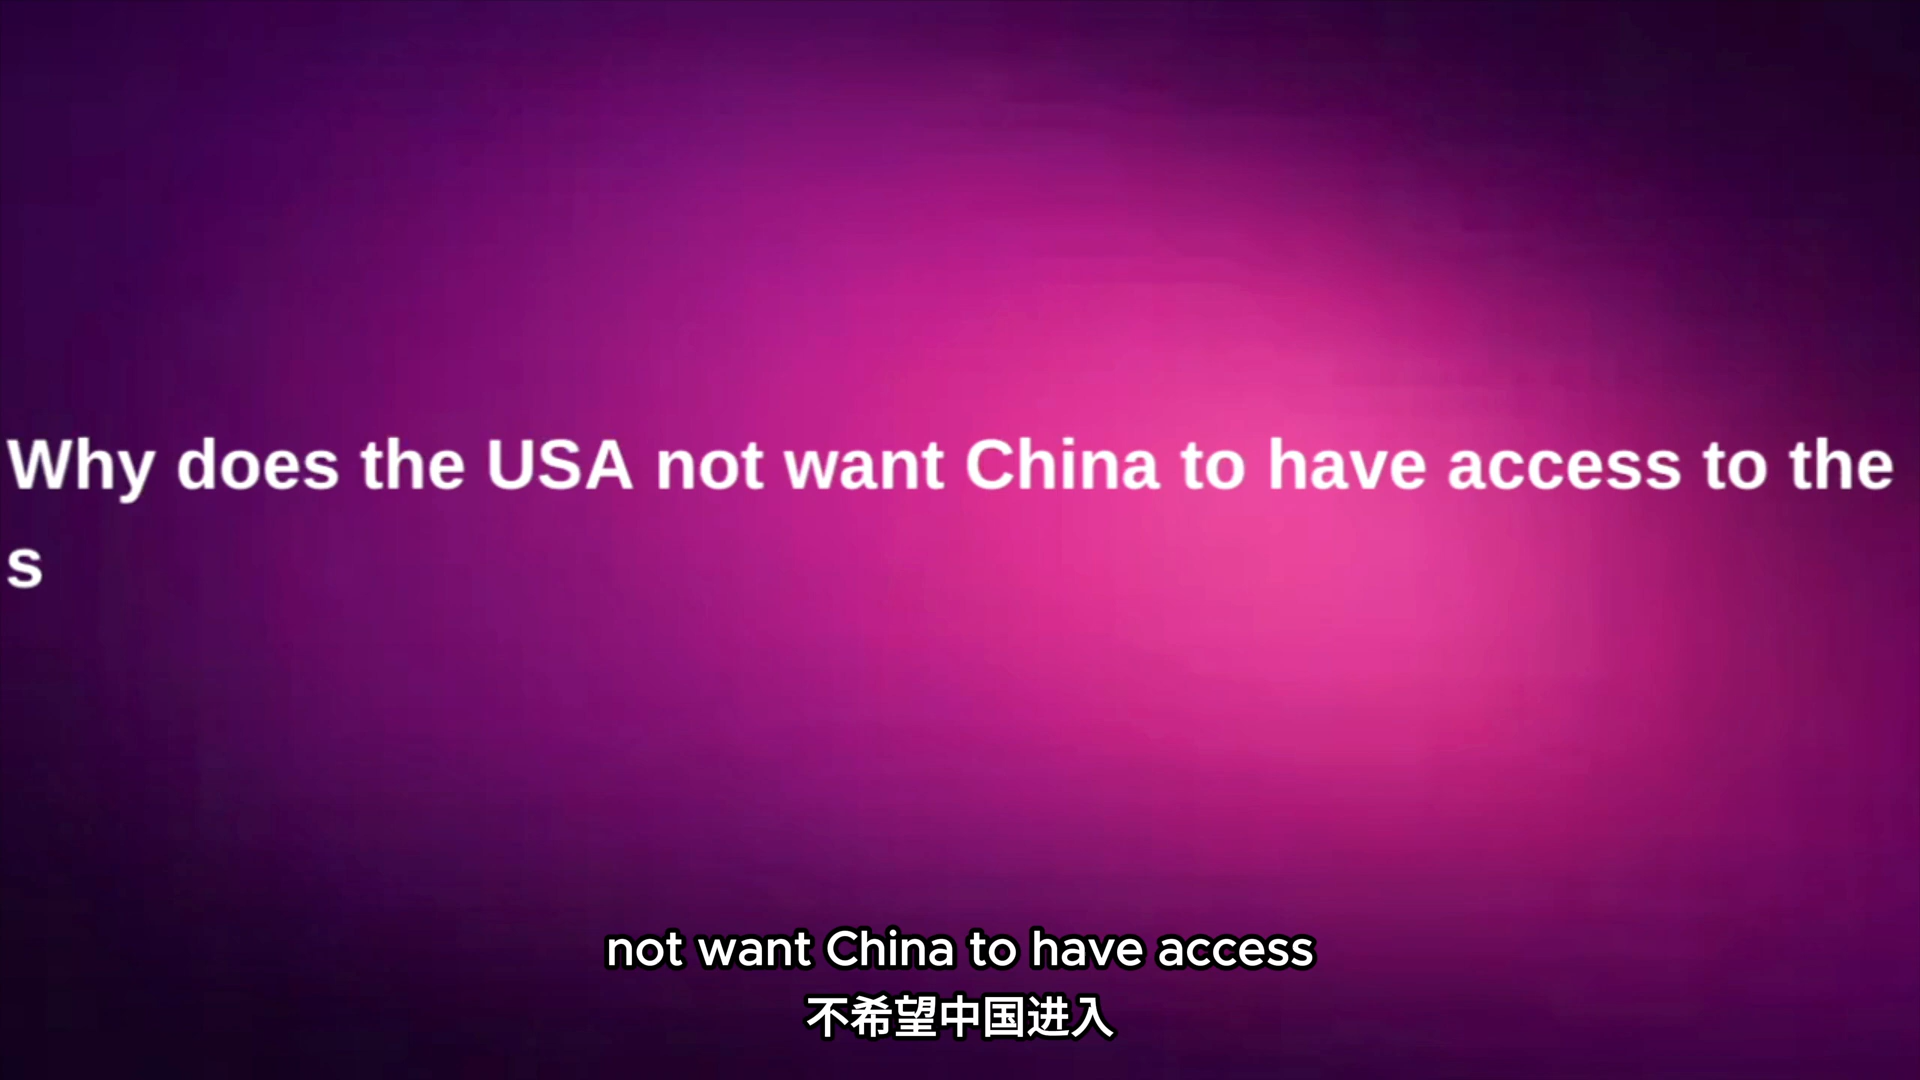 Why does the USA not want China to have access to the
s
not want China to have access
不希望中国进入